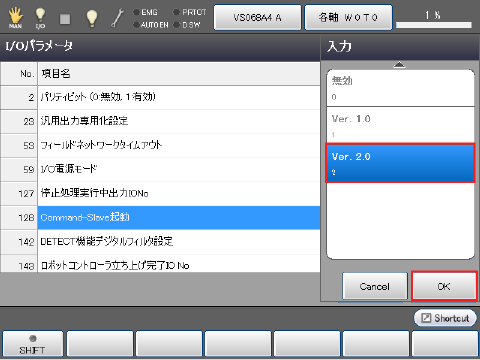 MAN
I/O
EMG
AUTO EN
PRTCT
D SW
VS068A4 A
各軸 W0T0
1 %
I/Oパラメータ
入力
No.
項目名
2
パリティビット (0:無効, 1:有効)
29
汎用出力専用化設定
53
フィールドネットワークタイムアウト
59
I/O電源モード
127
停止処理実行中出力IONo
128
Command-Slave起動
142
DETECT機能デジタルフィルタ設定
143
ロボットコントローラ立ち上げ完了IO No
無効
0
Ver. 1.0
1
Ver. 2.0
2
Cancel
OK
Shortcut
SHIFT